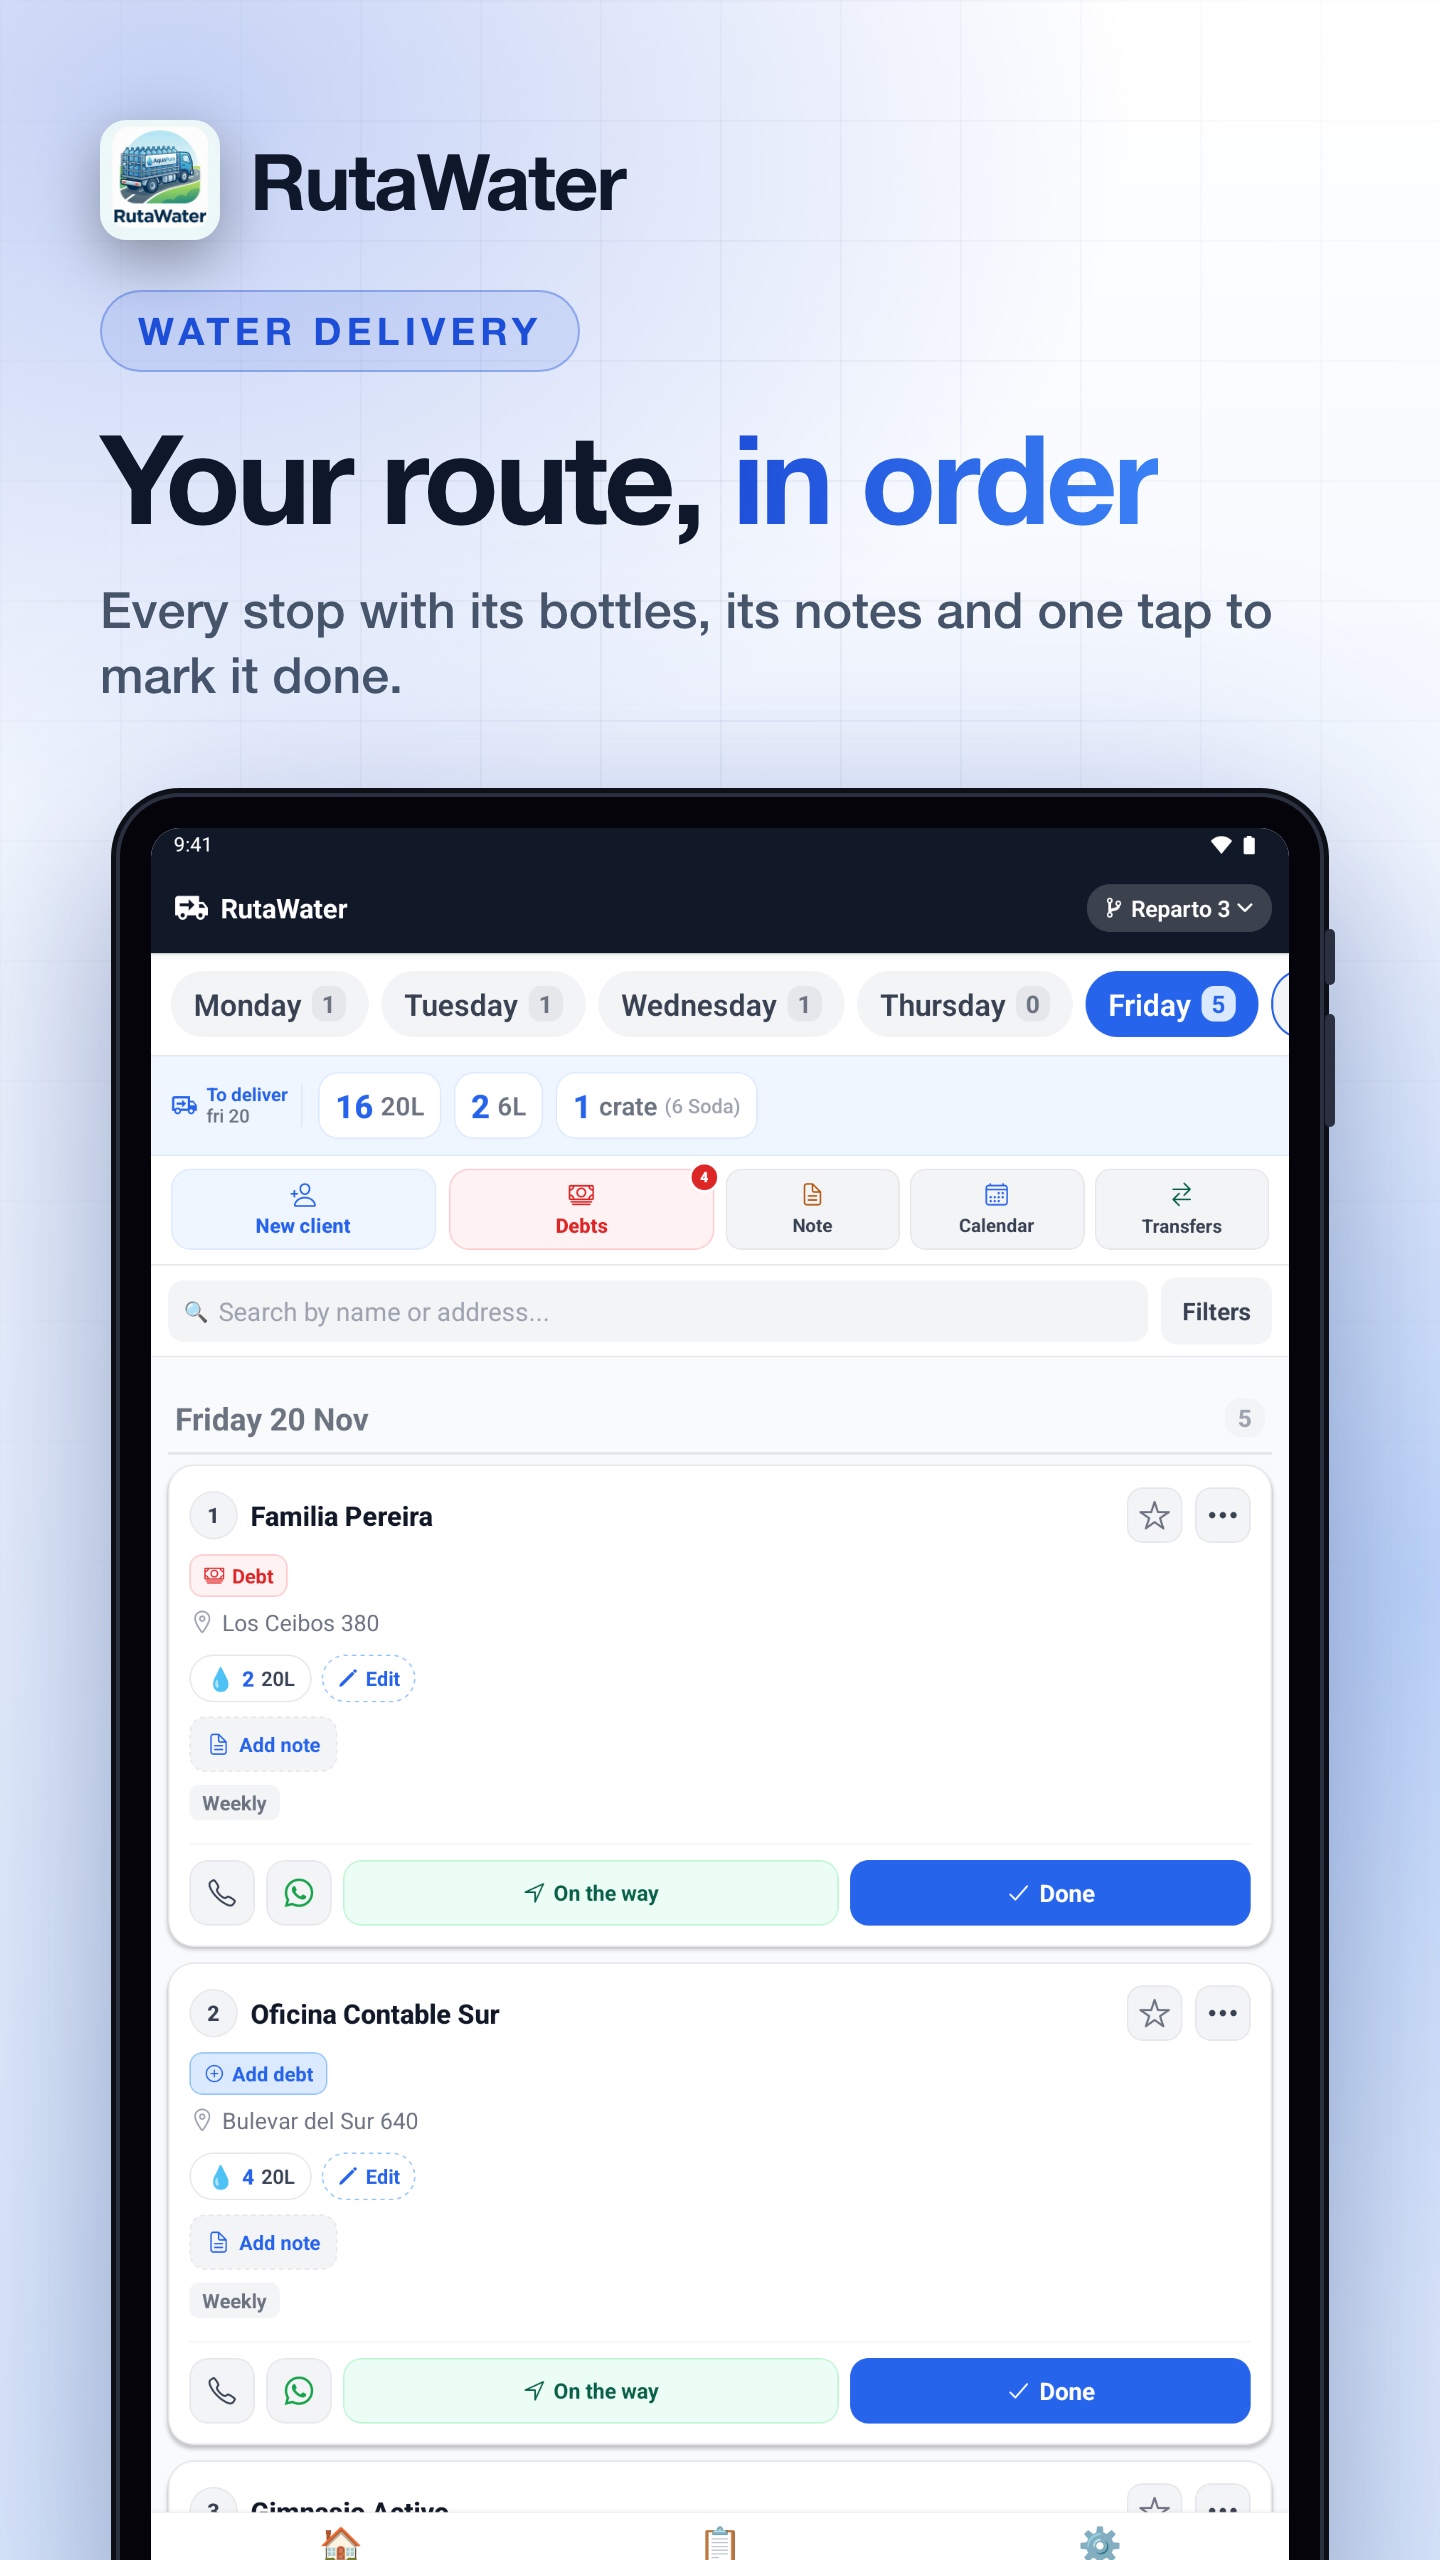 AquaPure
RutaWater
RutaWater
WATER DELIVERY
Your route, in order
Every stop with its bottles, its notes and one tap to
mark it done.
9:41
RutaWater
Reparto 3
Monday 1
Tuesday 1
Wednesday 1
Thursday 0
Friday 5
To deliver
fri 20
16 20L
2 6L
1 crate (6 Soda)
New client
Debts
4
Note
Calendar
Transfers
Search by name or address...
Filters
Friday 20 Nov
5
1
Familia Pereira
Debt
Los Ceibos 380
2 20L
Edit
Add note
Weekly
On the way
Done
2
Oficina Contable Sur
Add debt
Bulevar del Sur 640
4 20L
Edit
Add note
Weekly
On the way
Done
3
Gimnasio Activo